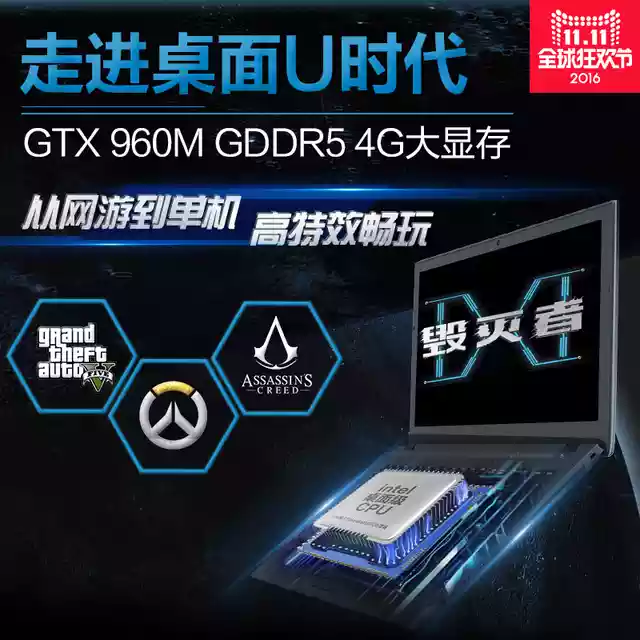 11.11
全球狂欢节
2016
走进桌面U时代
GTX 960M GDDR5 4G大显存
从网游到单机 高特效畅玩
毁灭者
grand
theft
auto
V
FIVE
ASSASSIN'S
CREED
intel
桌面级
CPU